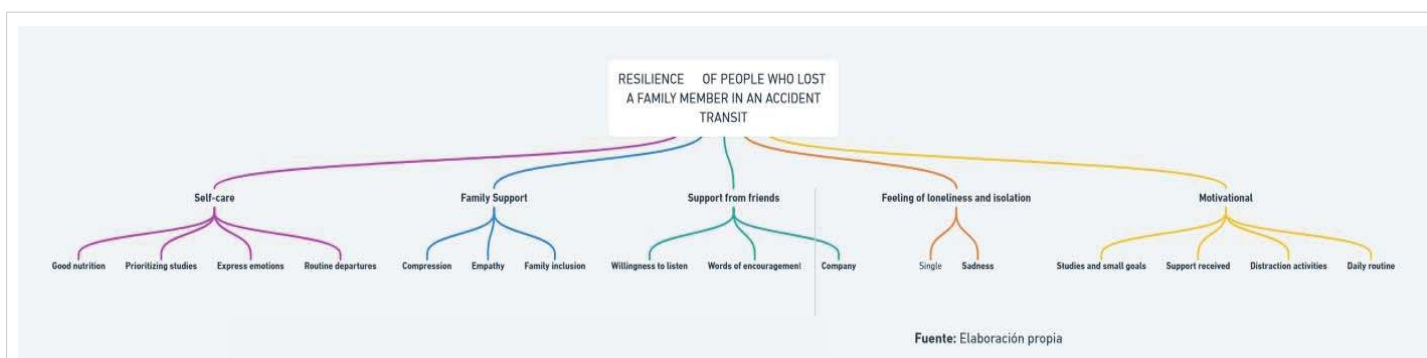 RESILIENCE OF PEOPLE WHO LOST
A FAMILY MEMBER IN AN ACCIDENT
TRANSIT
Self-care
Family Support
Support from friends
Feeling of loneliness and isolation
Motivational
Good nutrition
Prioritizing studies
Express emotions
Routine departures
Compression
Empathy
Family inclusion
Willingness to listen
Words of encouragement
Company
Single
Sadness
Studies and small goals
Support received
Distraction activities
Daily routine
Fuente: Elaboración propia